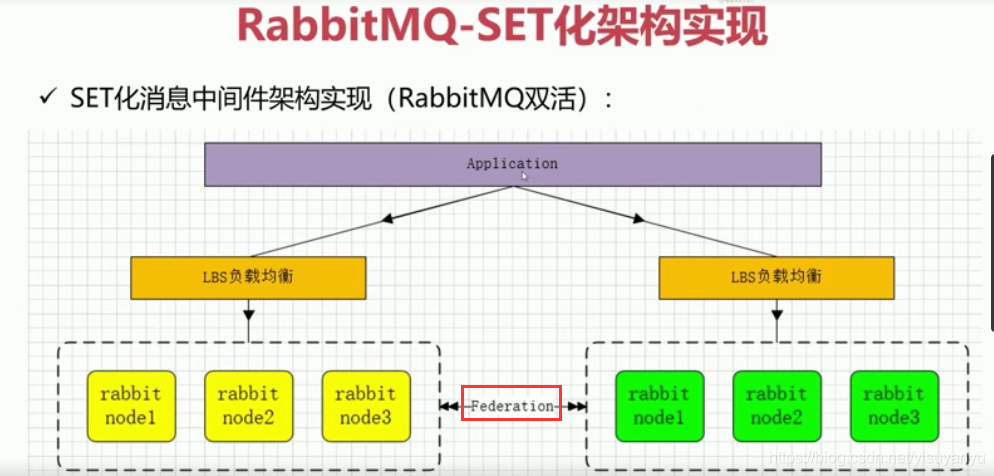 RabbitMQ-SET化架构实现
✓ SET化消息中间件架构实现（RabbitMQ双活）：
Application
LBS负载均衡
LBS负载均衡
rabbit
node1
rabbit
node2
rabbit
node3
Federation
rabbit
node1
rabbit
node2
rabbit
node3
https://blog.csdn.net/yisuyanyu